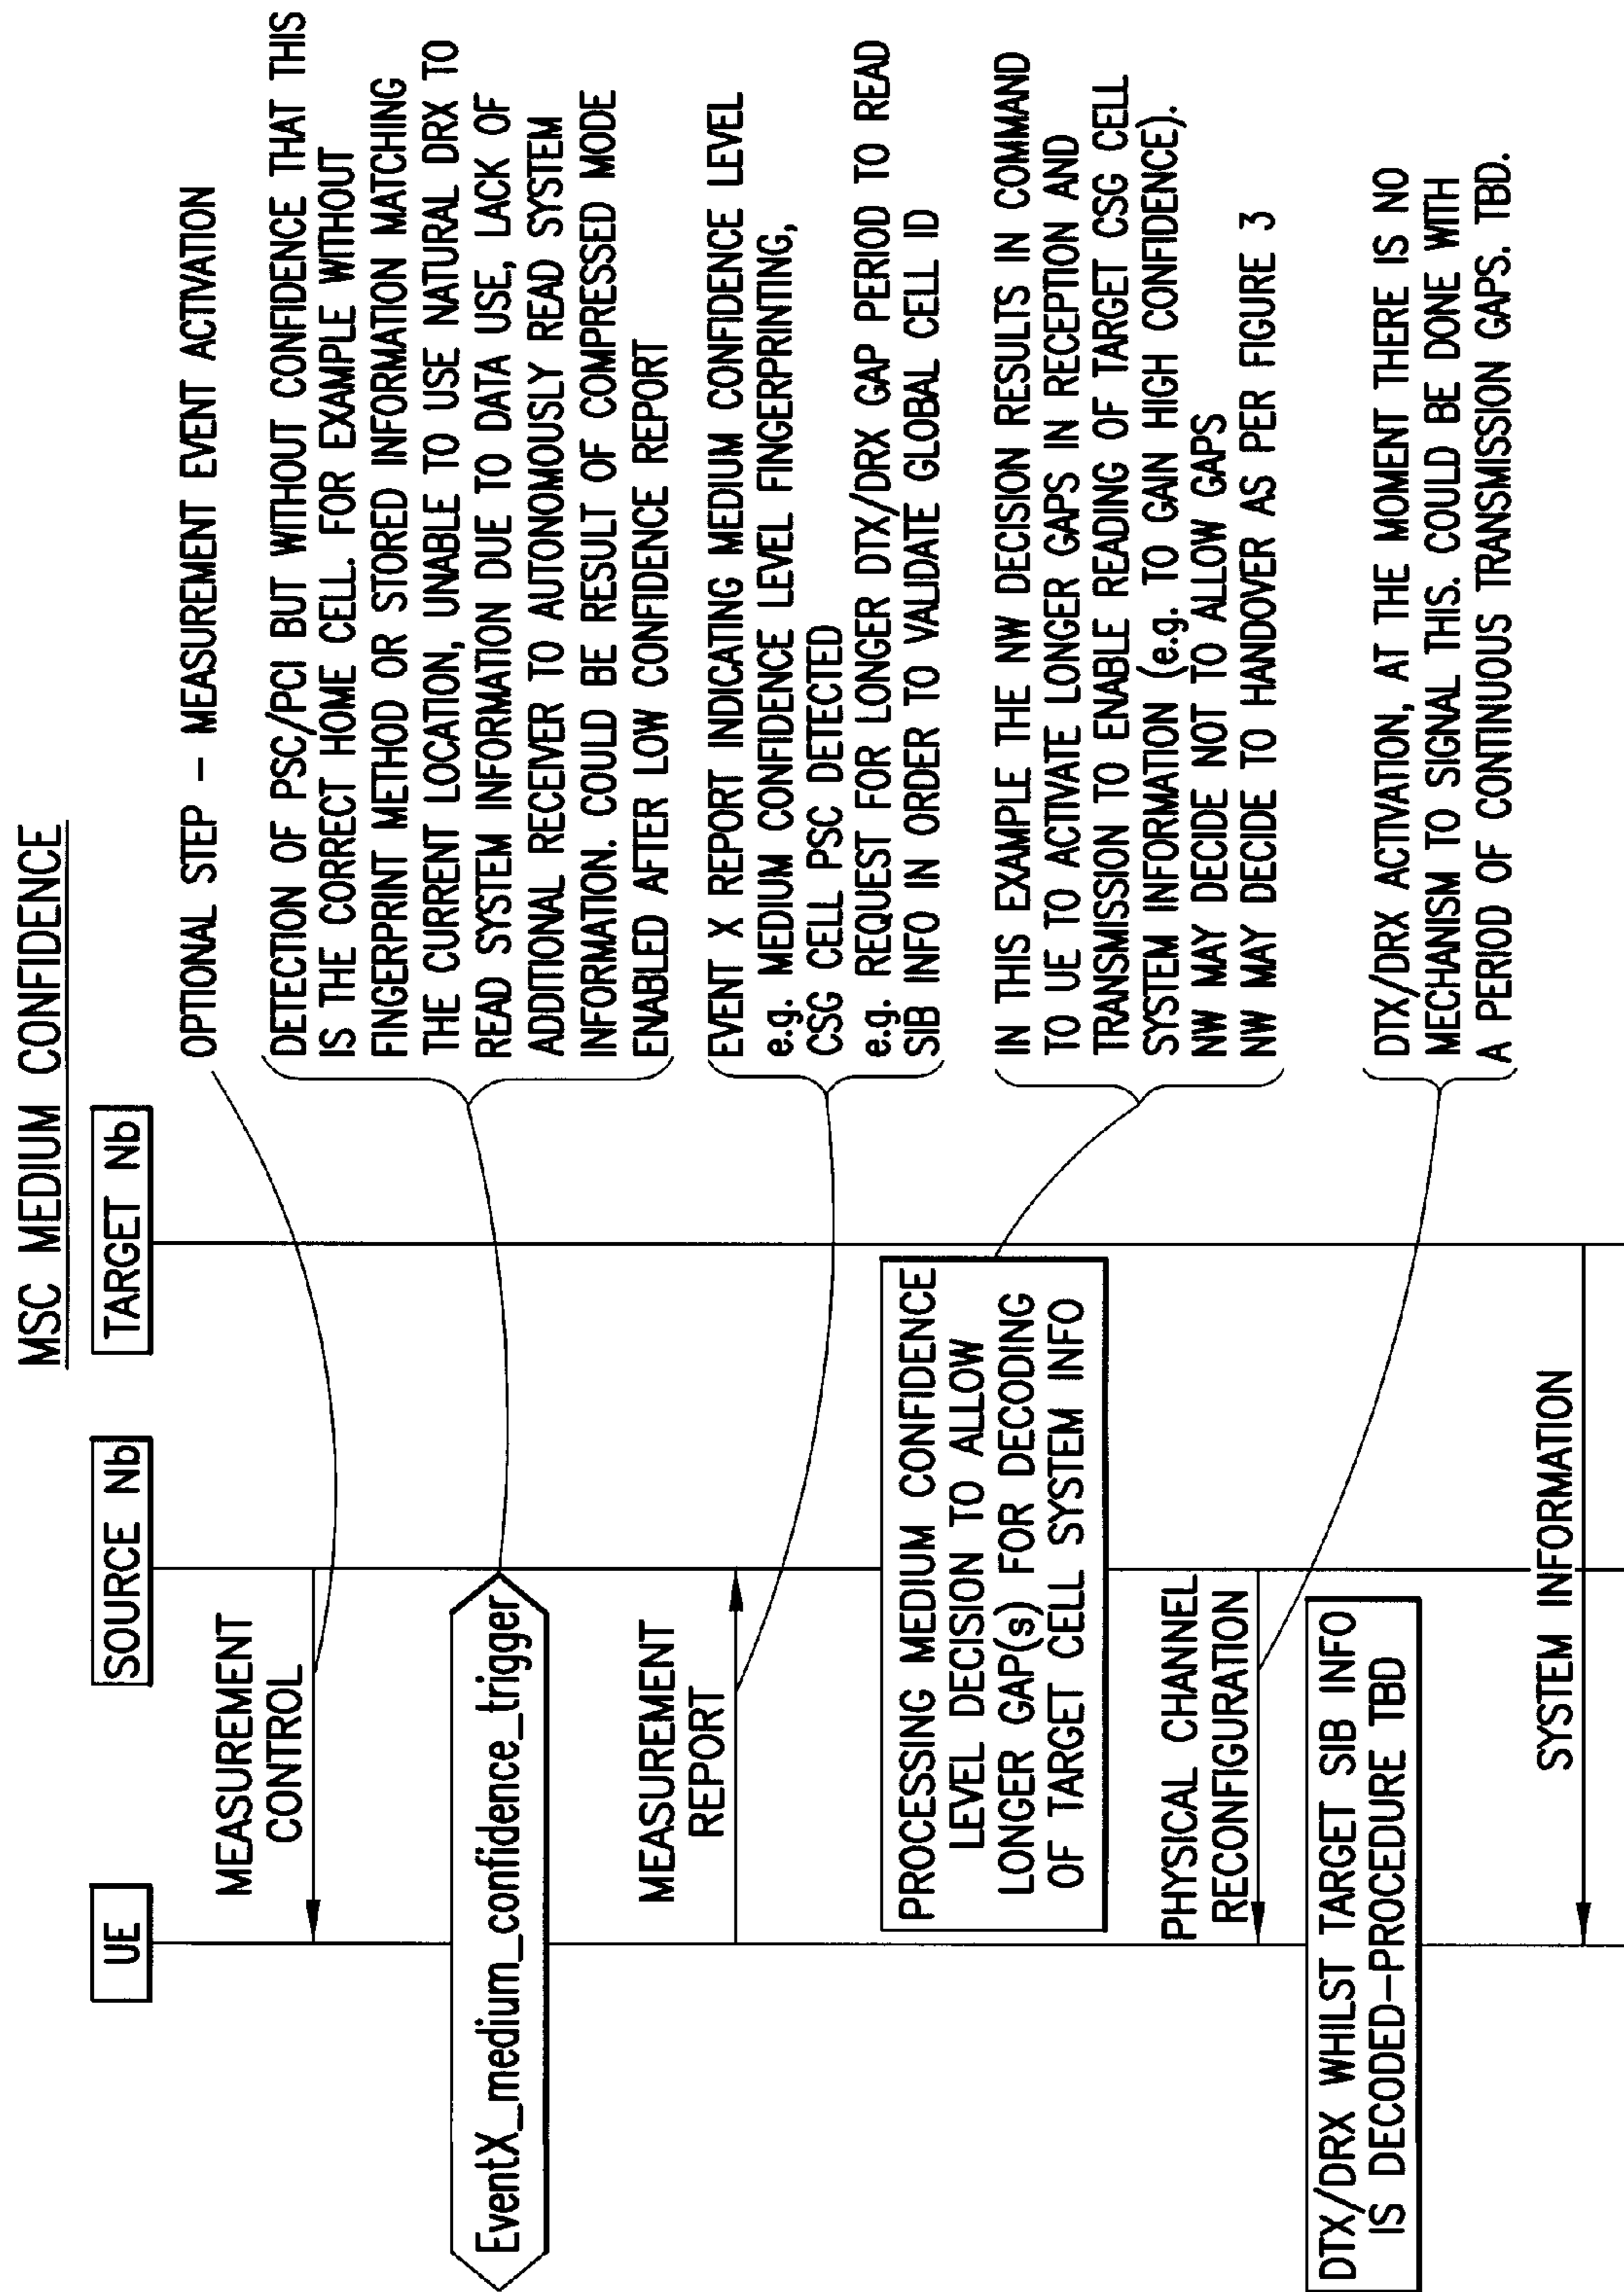 MSC MEDIUM CONFIDENCE
UE
SOURCE Nb
TARGET Nb
MEASUREMENT
CONTROL
OPTIONAL STEP – MEASUREMENT EVENT ACTIVATION
EventX_medium_confidence_trigger
DETECTION OF PSC/PCI BUT WITHOUT CONFIDENCE THAT THIS
IS THE CORRECT HOME CELL. FOR EXAMPLE WITHOUT
FINGERPRINT METHOD OR STORED INFORMATION MATCHING
THE CURRENT LOCATION, UNABLE TO USE NATURAL DRX TO
READ SYSTEM INFORMATION DUE TO DATA USE, LACK OF
ADDITIONAL RECEIVER TO AUTONOMOUSLY READ SYSTEM
INFORMATION. COULD BE RESULT OF COMPRESSED MODE
ENABLED AFTER LOW CONFIDENCE REPORT
MEASUREMENT
REPORT
EVENT X REPORT INDICATING MEDIUM CONFIDENCE LEVEL
e.g. MEDIUM CONFIDENCE LEVEL FINGERPRINTING,
CSG CELL PSC DETECTED
e.g. REQUEST FOR LONGER DTX/DRX GAP PERIOD TO READ
SIB INFO IN ORDER TO VALIDATE GLOBAL CELL ID
PROCESSING MEDIUM CONFIDENCE
LEVEL DECISION TO ALLOW
LONGER GAP(s) FOR DECODING
OF TARGET CELL SYSTEM INFO
IN THIS EXAMPLE THE NW DECISION RESULTS IN COMMAND
TO UE TO ACTIVATE LONGER GAPS IN RECEPTION AND
TRANSMISSION TO ENABLE READING OF TARGET CSG CELL
SYSTEM INFORMATION (e.g. TO GAIN HIGH CONFIDENCE).
NW MAY DECIDE NOT TO ALLOW GAPS
NW MAY DECIDE TO HANDOVER AS PER FIGURE 3
PHYSICAL CHANNEL
RECONFIGURATION
DTX/DRX WHILST TARGET SIB INFO
IS DECODED–PROCEDURE TBD
DTX/DRX ACTIVATION, AT THE MOMENT THERE IS NO
MECHANISM TO SIGNAL THIS. COULD BE DONE WITH
A PERIOD OF CONTINUOUS TRANSMISSION GAPS. TBD.
SYSTEM INFORMATION